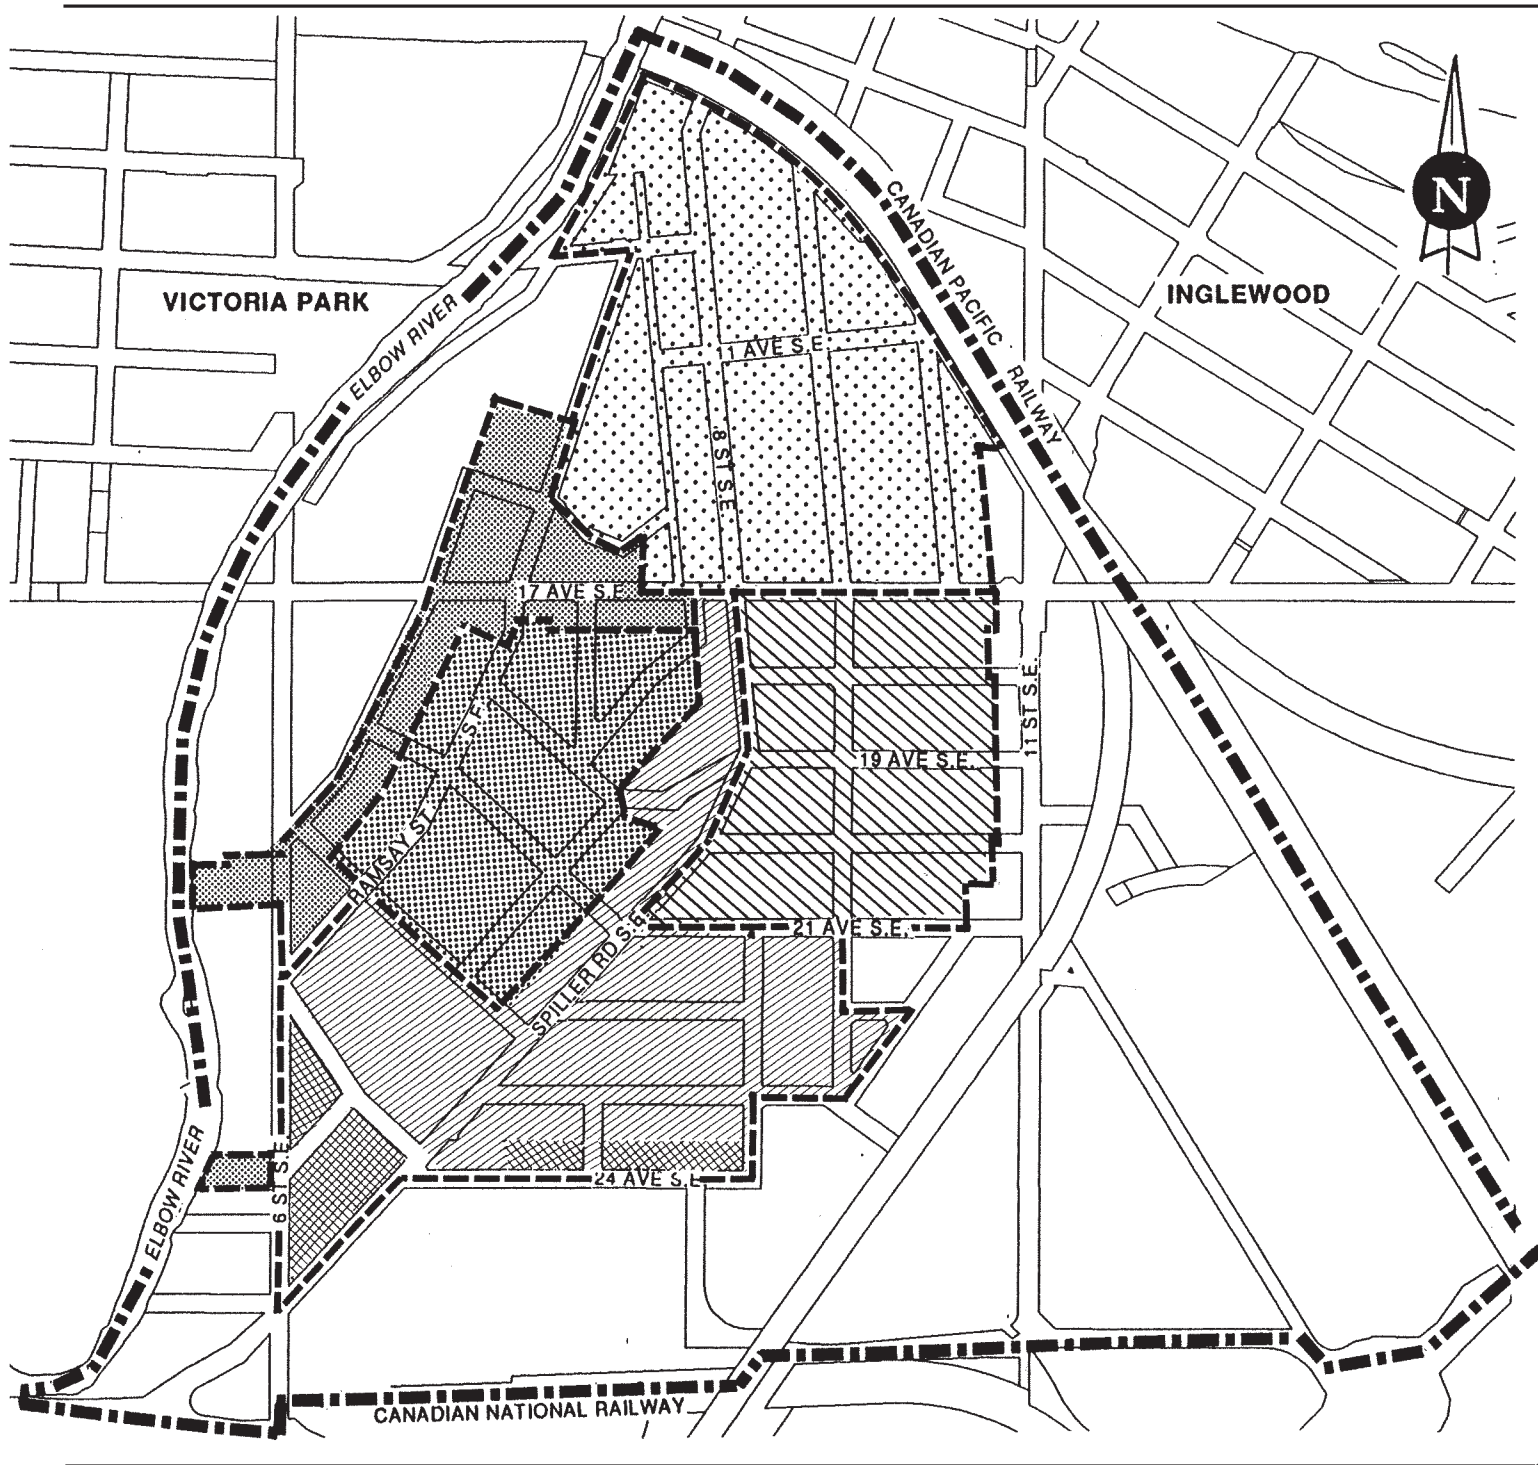 N
CANADIAN PACIFIC
RAILWAY
VICTORIA PARK
ELBOW RIVER
INGLEWOOD
1 AVE S.E.
8 ST S.E.
17 AVE S.E.
11 ST S.E.
RAMSAY ST. S.E.
19 AVE S.E.
21 AVE S.E.
SPILLER RD S.E.
24 AVE S.E.
6 ST S.E.
ELBOW RIVER
CANADIAN NATIONAL RAILWAY